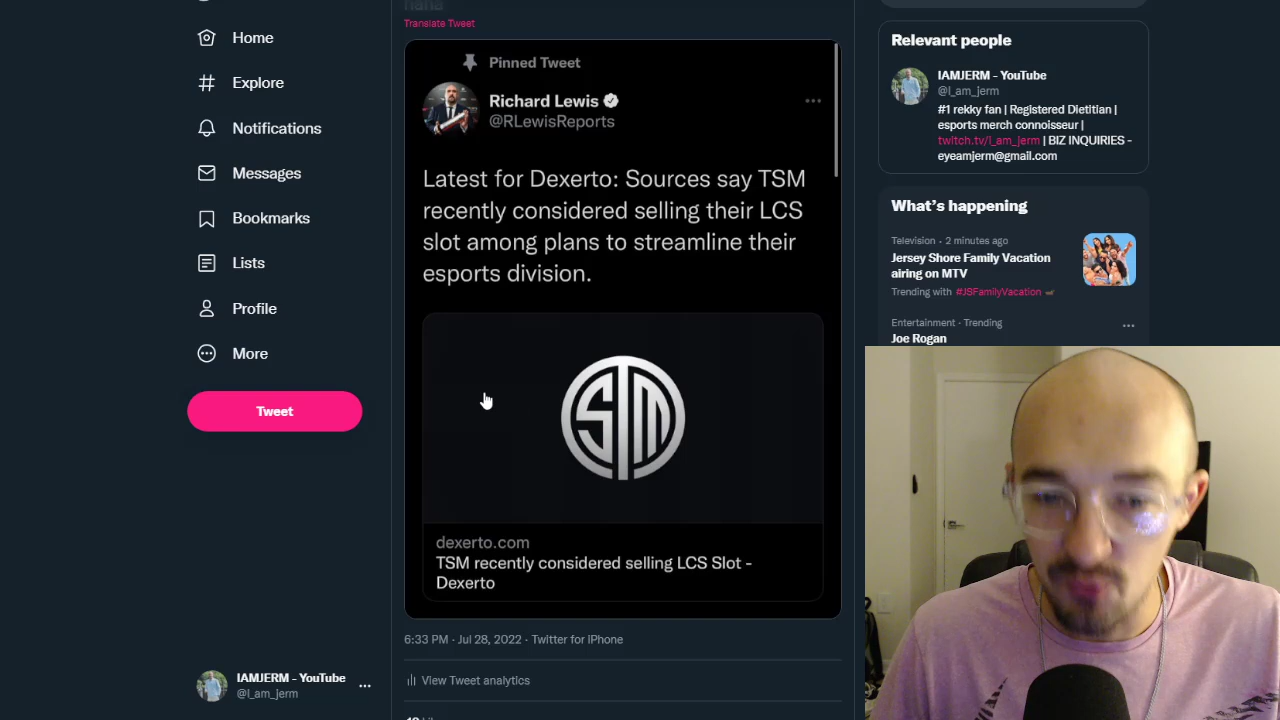 Home
Explore
Notifications
Messages
Bookmarks
Lists
Profile
More
Tweet
IAMJERM - YouTube
@I_am_jerm
haha
Translate Tweet
Pinned Tweet
Richard Lewis
@RLewisReports
Latest for Dexerto: Sources say TSM
recently considered selling their LCS
slot among plans to streamline their
esports division.
TSM
dexerto.com
TSM recently considered selling LCS Slot -
Dexerto
6:33 PM · Jul 28, 2022 · Twitter for iPhone
View Tweet analytics
Relevant people
IAMJERM - YouTube
@I_am_jerm
#1 rekky fan | Registered Dietitian |
esports merch connoisseur |
twitch.tv/I_am_jerm | BIZ INQUIRIES -
eyeamjerm@gmail.com
What's happening
Television · 2 minutes ago
Jersey Shore Family Vacation
airing on MTV
Trending with #JSFamilyVacation
Entertainment · Trending
Joe Rogan